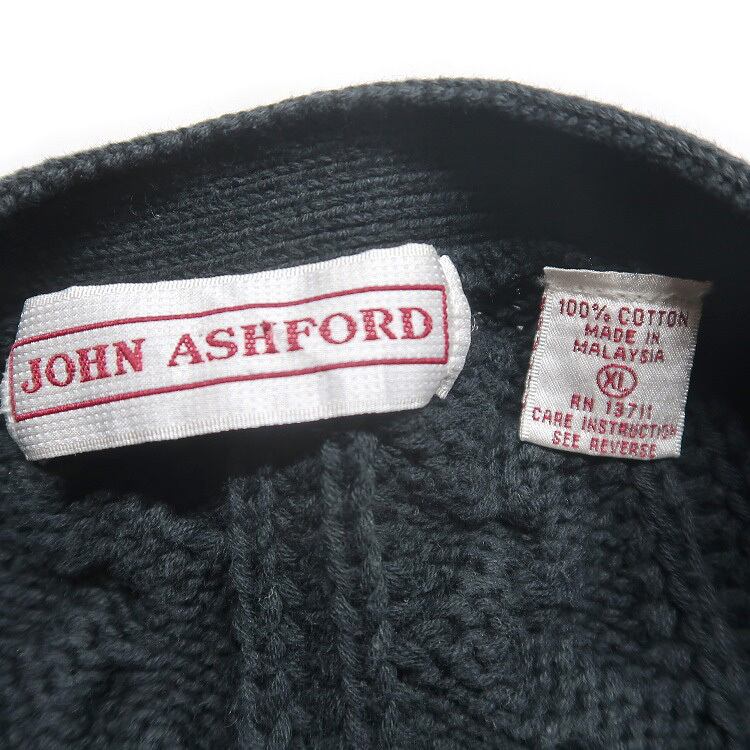 JOHN ASHFORD
100% COTTON
MADE IN
MALAYSIA
XL
RN 13711
CARE INSTRUCTION
SEE REVERSE